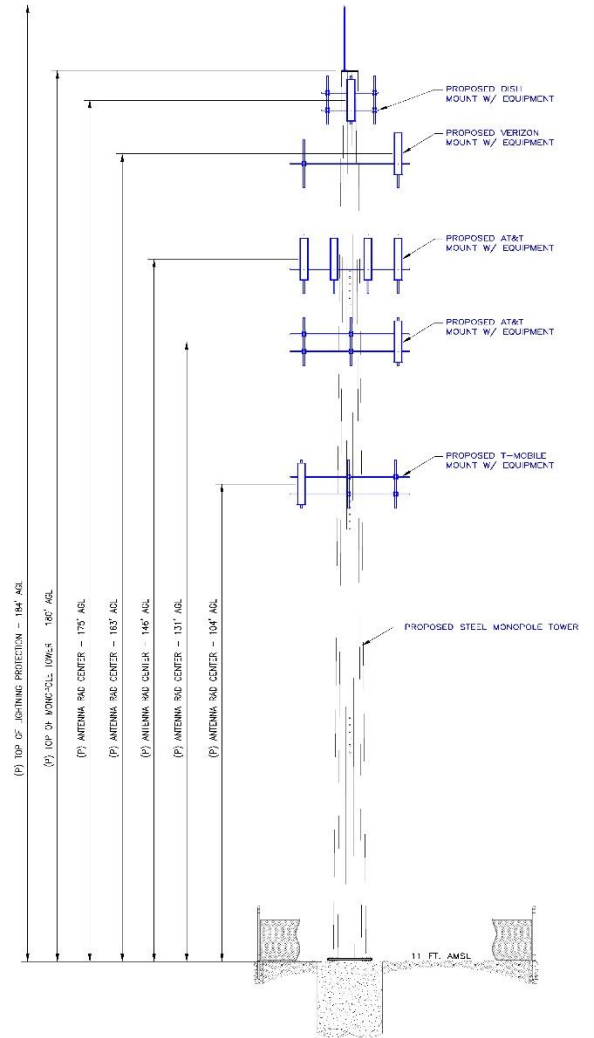 PROPOSED DISH
MOUNT W/ EQUIPMENT
PROPOSED VERIZON
MOUNT W/ EQUIPMENT
PROPOSED AT&T
MOUNT W/ EQUIPMENT
PROPOSED AT&T
MOUNT W/ EQUIPMENT
PROPOSED T-MOBILE
MOUNT W/ EQUIPMENT
PROPOSED STEEL MONOPOLE TOWER
(P) TOP OF LIGHTNING PROTECTION - 184' AGL
(P) TOP OF MONOPOLE TOWER 180' AGL
(P) ANTENNA RAD CENTER - 175' AGL
(P) ANTENNA RAD CENTER - 163' AGL
(P) ANTENNA RAD CENTER - 146' AGL
(P) ANTENNA RAD CENTER - 131' AGL
(P) ANTENNA RAD CENTER - 104' AGL
11 FT. AMSL